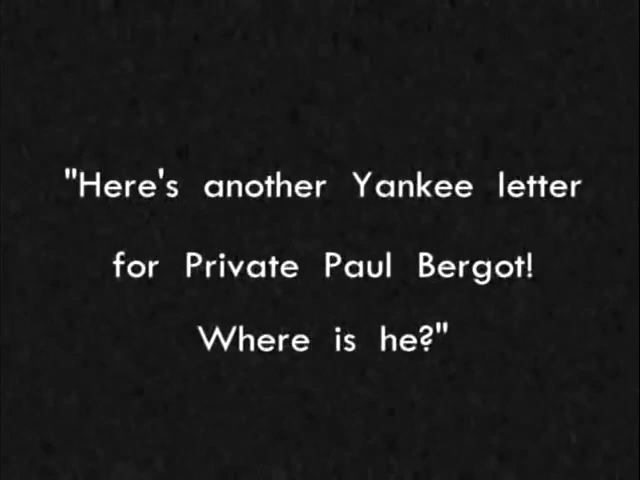 "Here's another Yankee letter
for Private Paul Bergot!
Where is he?"